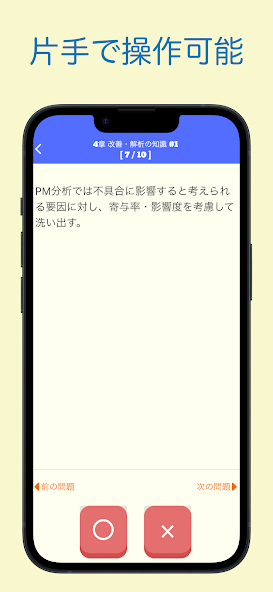 片手で操作可能
4章 改善・解析の知識 #1
[ 7 / 10 ]
PM分析では不具合に影響すると考えられ
る要因に対し、寄与率・影響度を考慮して
洗い出す。
前の問題 次の問題
○ ×